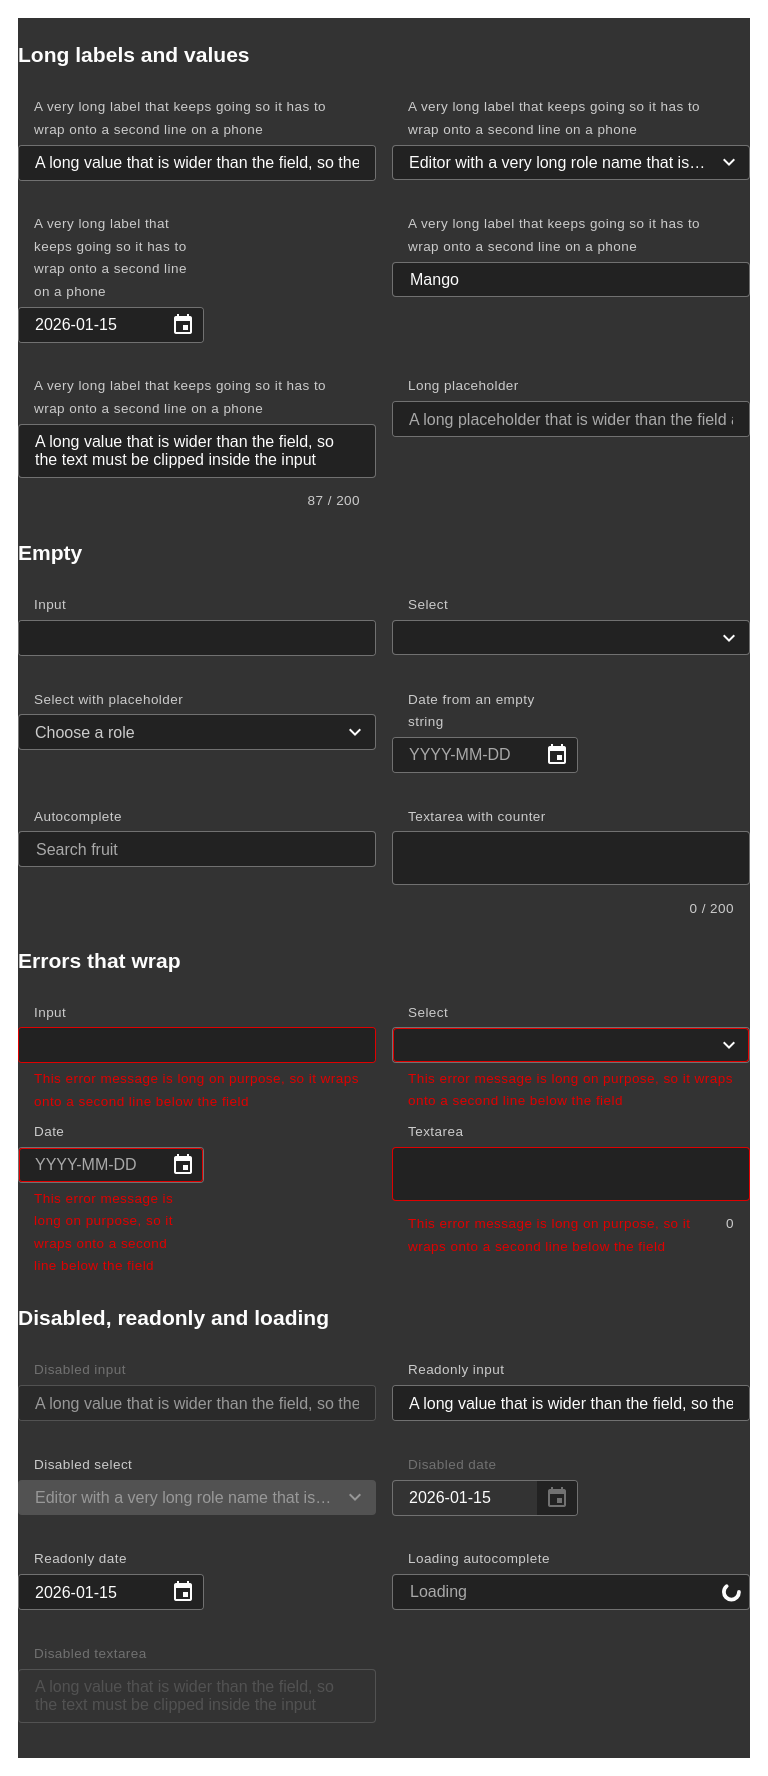 Long labels and values
A very long label that keeps going so it has to
wrap onto a second line on a phone
A long value that is wider than the field, so the
A very long label that keeps going so it has to
wrap onto a second line on a phone
Editor with a very long role name that is…
A very long label that
keeps going so it has to
wrap onto a second line
on a phone
2026-01-15
A very long label that keeps going so it has to
wrap onto a second line on a phone
Mango
A very long label that keeps going so it has to
wrap onto a second line on a phone
A long value that is wider than the field, so
the text must be clipped inside the input
87 / 200
Long placeholder
A long placeholder that is wider than the field
Empty
Input
Select
Select with placeholder
Choose a role
Date from an empty
string
YYYY-MM-DD
Autocomplete
Search fruit
Textarea with counter
0 / 200
Errors that wrap
Input
This error message is long on purpose, so it wraps
onto a second line below the field
Select
This error message is long on purpose, so it wraps
onto a second line below the field
Date
YYYY-MM-DD
This error message is
long on purpose, so it
wraps onto a second
line below the field
Textarea
This error message is long on purpose, so it
wraps onto a second line below the field
0
Disabled, readonly and loading
Disabled input
A long value that is wider than the field, so the
Readonly input
A long value that is wider than the field, so the
Disabled select
Editor with a very long role name that is…
Disabled date
2026-01-15
Readonly date
2026-01-15
Loading autocomplete
Loading
Disabled textarea
A long value that is wider than the field, so
the text must be clipped inside the input